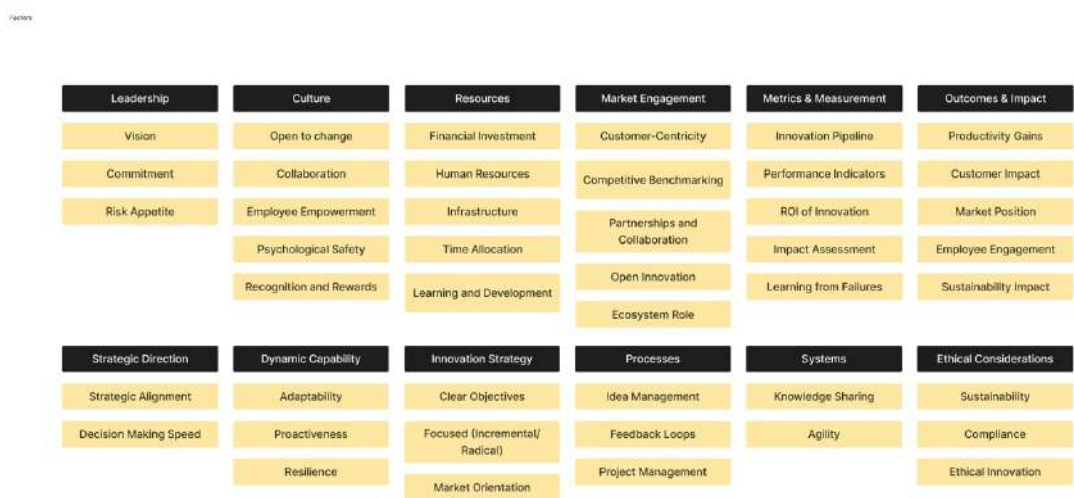 Factors
Leadership
Culture
Resources
Market Engagement
Metrics & Measurement
Outcomes & Impact
Vision
Open to change
Financial Investment
Customer-Centricity
Innovation Pipeline
Productivity Gains
Commitment
Collaboration
Human Resources
Competitive Benchmarking
Performance Indicators
Customer Impact
Risk Appetite
Employee Empowerment
Infrastructure
Partnerships and
Collaboration
ROI of Innovation
Market Position
Psychological Safety
Time Allocation
Open Innovation
Impact Assessment
Employee Engagement
Recognition and Rewards
Learning and Development
Ecosystem Role
Learning from Failures
Sustainability Impact
Strategic Direction
Dynamic Capability
Innovation Strategy
Processes
Systems
Ethical Considerations
Strategic Alignment
Adaptability
Clear Objectives
Idea Management
Knowledge Sharing
Sustainability
Decision Making Speed
Proactiveness
Focused (Incremental/
Radical)
Feedback Loops
Agility
Compliance
Resilience
Market Orientation
Project Management
Ethical Innovation